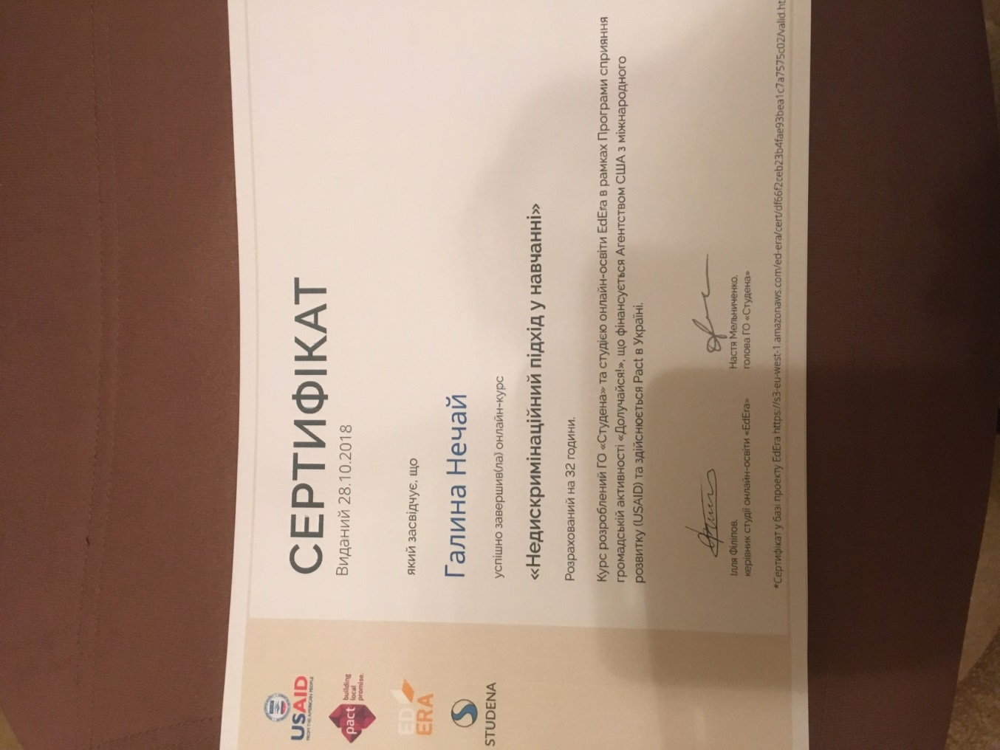 USAID
FROM THE AMERICAN PEOPLE
pact
building
local
promise.
ED
ERA
STUDENA
СЕРТИФІКАТ
Виданий 28.10.2018
який засвідчує, що
Галина Нечай
успішно завершив(ла) онлайн-курс
«Недискримінаційний підхід у навчанні»
Розрахований на 32 години.
Курс розроблений ГО «Студена» та студією онлайн-освіти EdEra в рамках Програми сприяння
громадській активності «Долучайся!», що фінансується Агентством США з міжнародного
розвитку (USAID) та здійснюється Pact в Україні.
Ілля Філіпов,
керівник студії онлайн-освіти «EdEra»
Настя Мельниченко,
голова ГО «Студена»
*Сертифікат у базі проекту EdEra https://s3-eu-west-1.amazonaws.com/ed-era/cert/df66f2ceb23b4fae93bea1c7a7575c02/valid.ht